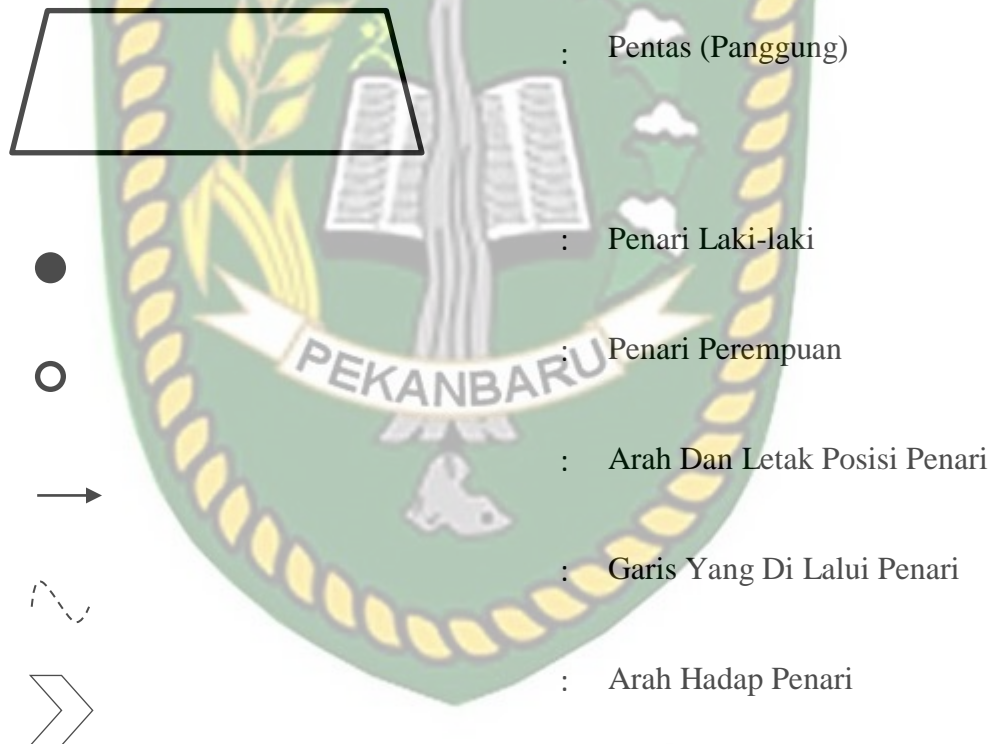 : Pentas (Panggung)
: Penari Laki-laki
: Penari Perempuan
PEKANBARU
: Arah Dan Letak Posisi Penari
: Garis Yang Di Lalui Penari
: Arah Hadap Penari